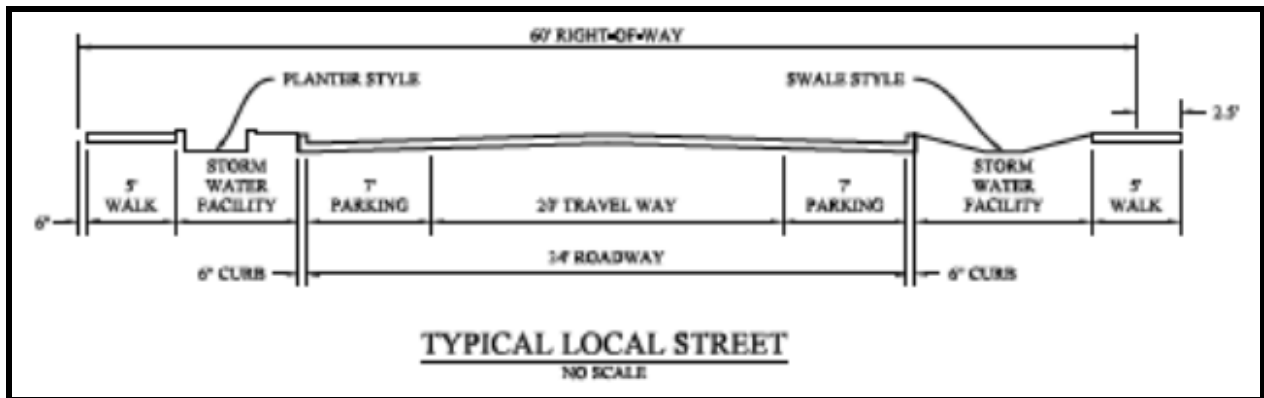 60' RIGHT-OF-WAY
PLANTER STYLE
SWALE STYLE
2.5'
STORM
WATER
FACILITY
STORM
WATER
FACILITY
5'
WALK
7'
PARKING
20' TRAVEL WAY
7'
PARKING
5'
WALK
6"
34' ROADWAY
6" CURB
6" CURB
TYPICAL LOCAL STREET
NO SCALE